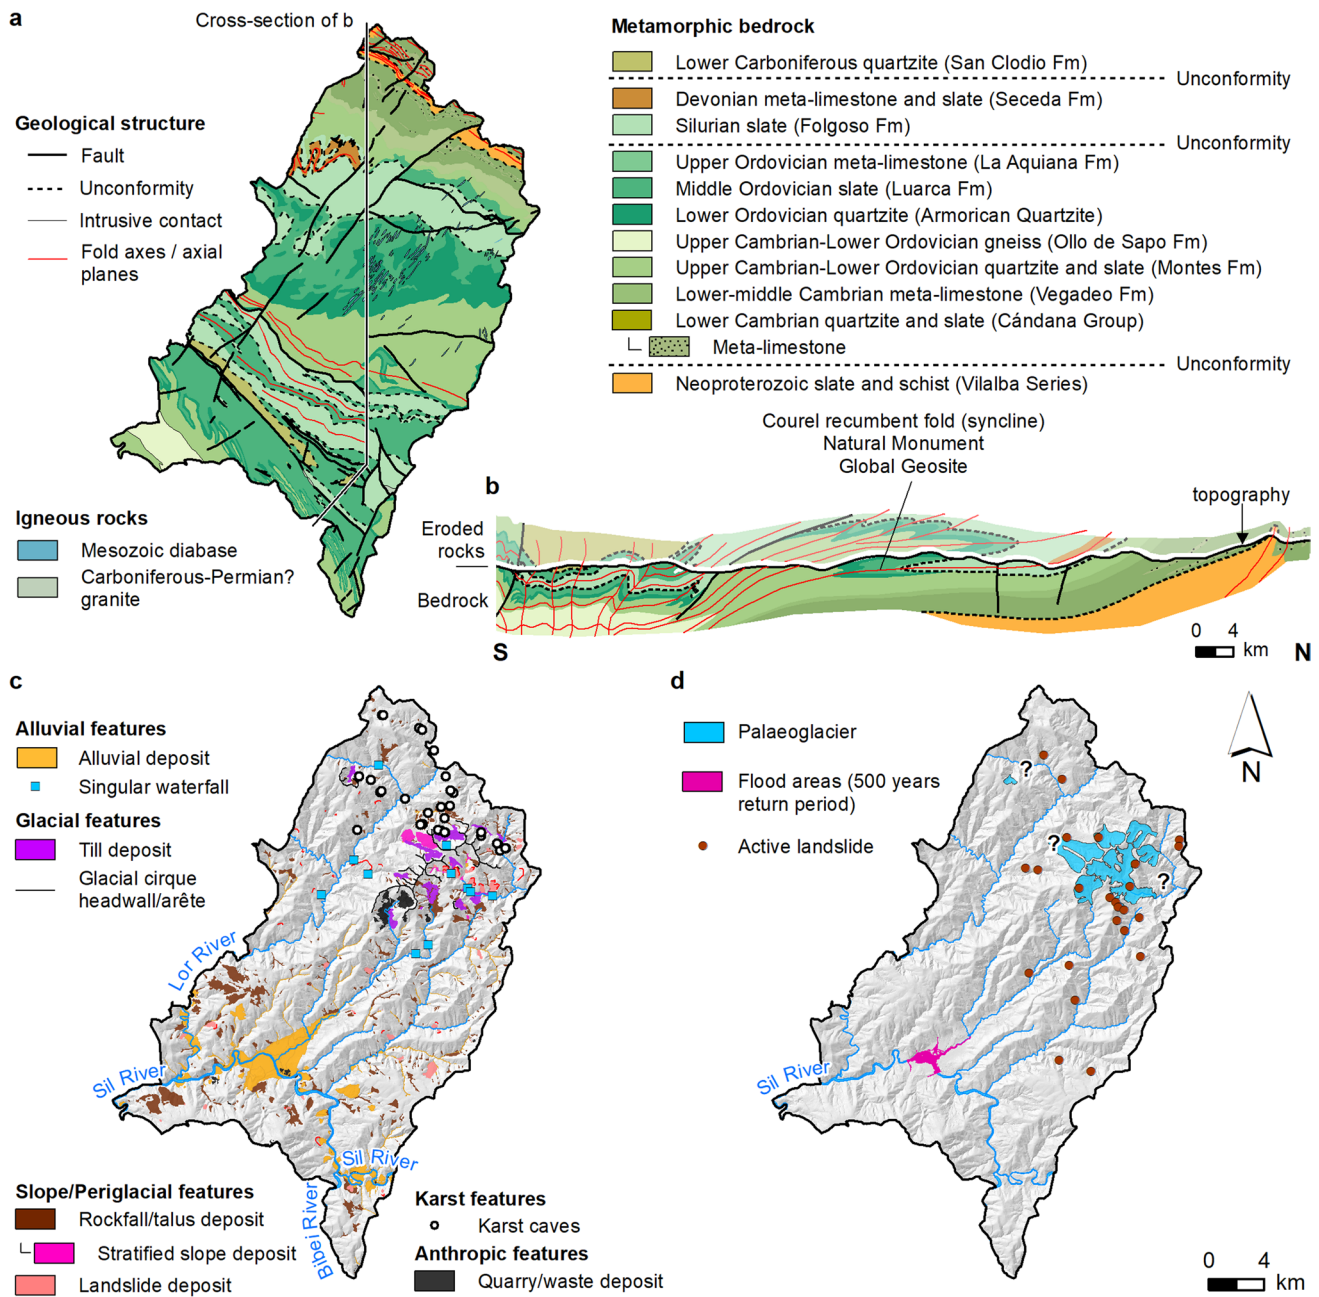 a
Cross-section of b
Geological structure
Fault
Unconformity
Intrusive contact
Fold axes / axial
planes
Igneous rocks
Mesozoic diabase
Carboniferous-Permian?
granite
Metamorphic bedrock
Lower Carboniferous quartzite (San Clodio Fm)
Unconformity
Devonian meta-limestone and slate (Seceda Fm)
Silurian slate (Folgoso Fm)
Unconformity
Upper Ordovician meta-limestone (La Aquiana Fm)
Middle Ordovician slate (Luarca Fm)
Lower Ordovician quartzite (Armorican Quartzite)
Upper Cambrian-Lower Ordovician gneiss (Ollo de Sapo Fm)
Upper Cambrian-Lower Ordovician quartzite and slate (Montes Fm)
Lower-middle Cambrian meta-limestone (Vegadeo Fm)
Lower Cambrian quartzite and slate (Cándana Group)
Meta-limestone
Unconformity
Neoproterozoic slate and schist (Vilalba Series)
Courel recumbent fold (syncline)
Natural Monument
Global Geosite
b
topography
Eroded
rocks
Bedrock
0 4
km
S
N
c
Alluvial features
Alluvial deposit
Singular waterfall
Glacial features
Till deposit
Glacial cirque
headwall/arête
Lor River
Sil River
Sil River
Bibei River
Slope/Periglacial features
Rockfall/talus deposit
Stratified slope deposit
Landslide deposit
Karst features
Karst caves
Anthropic features
Quarry/waste deposit
d
Palaeoglacier
Flood areas (500 years
return period)
Active landslide
?
?
?
N
Sil River
0 4
km